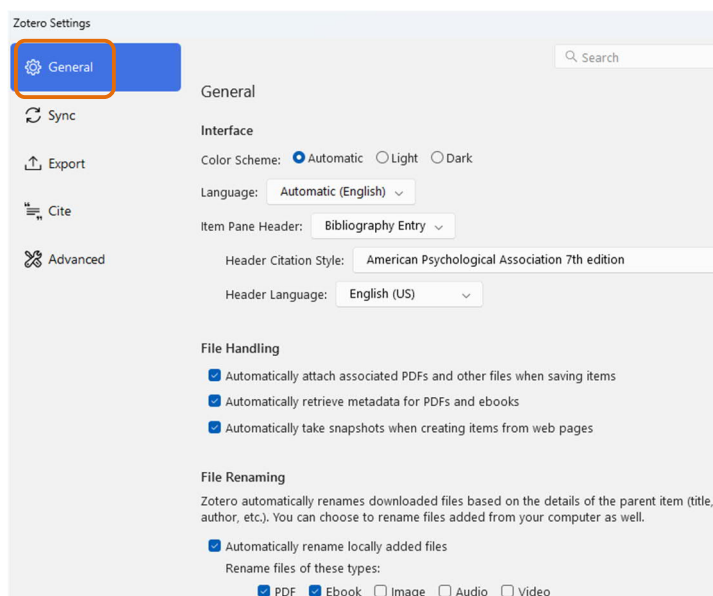 Zotero Settings
General
Sync
Export
Cite
Advanced
Search
General
Interface
Color Scheme: Automatic Light Dark
Language: Automatic (English)
Item Pane Header: Bibliography Entry
Header Citation Style: American Psychological Association 7th edition
Header Language: English (US)
File Handling
Automatically attach associated PDFs and other files when saving items
Automatically retrieve metadata for PDFs and ebooks
Automatically take snapshots when creating items from web pages
File Renaming
Zotero automatically renames downloaded files based on the details of the parent item (title,
author, etc.). You can choose to rename files added from your computer as well.
Automatically rename locally added files
Rename files of these types:
PDF Ebook Image Audio Video